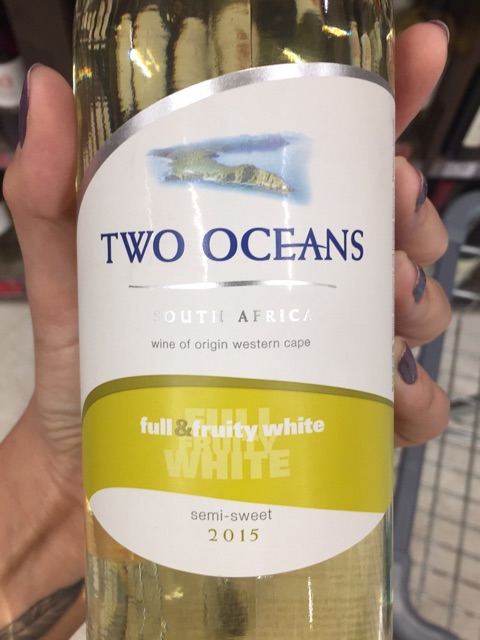 TWO OCEANS
SOUTH AFRICA
wine of origin western cape
full&fruity white
FULL
FRUITY
WHITE
semi-sweet
2015